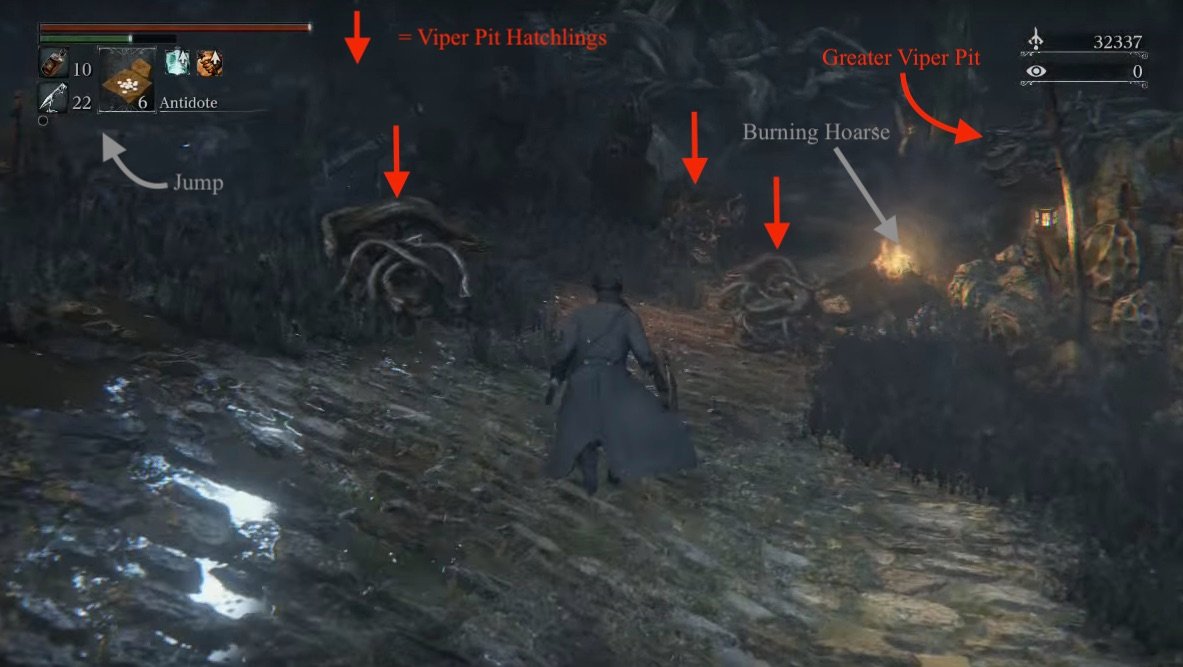 = Viper Pit Hatchlings
32337
Greater Viper Pit
10
0
22
6
Antidote
Burning Hoarse
Jump